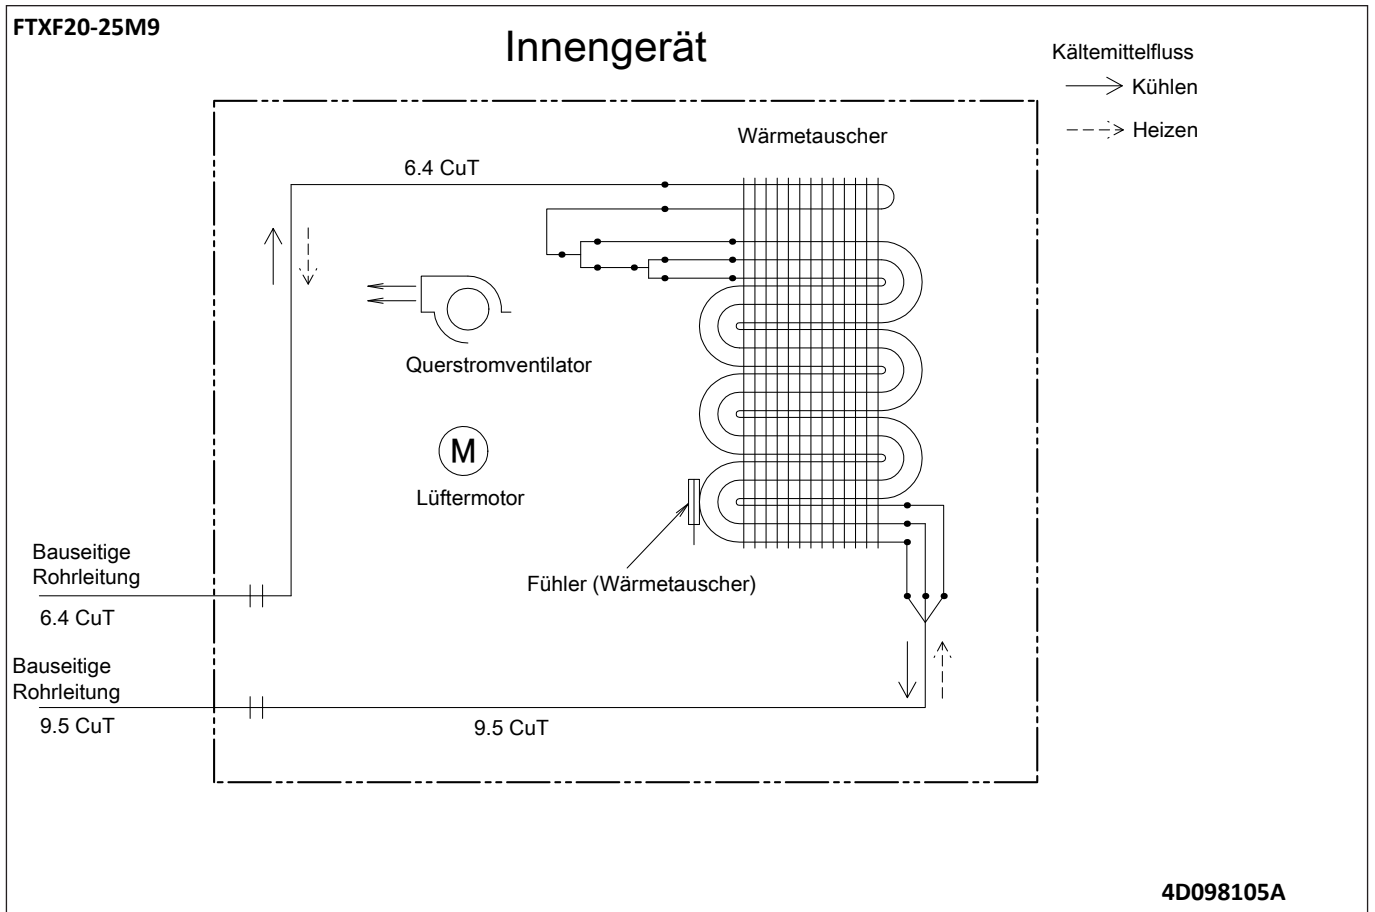 FTXF20-25M9
Innengerät
Kältemittelfluss
Kühlen
Heizen
Wärmetauscher
6.4 CuT
Querstromventilator
M
Lüftermotor
Fühler (Wärmetauscher)
Bauseitige
Rohrleitung
6.4 CuT
Bauseitige
Rohrleitung
9.5 CuT
9.5 CuT
4D098105A